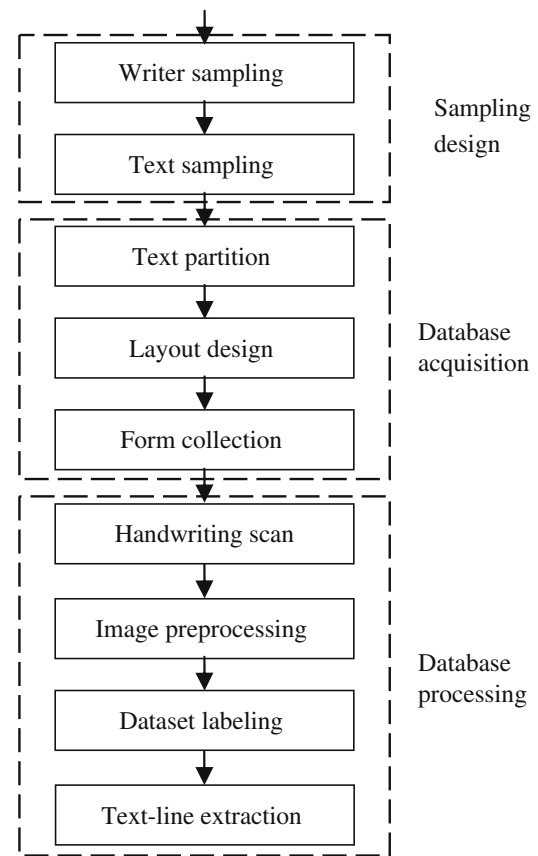 Writer sampling
Text sampling
Sampling
design
Text partition
Layout design
Form collection
Database
acquisition
Handwriting scan
Image preprocessing
Dataset labeling
Text-line extraction
Database
processing